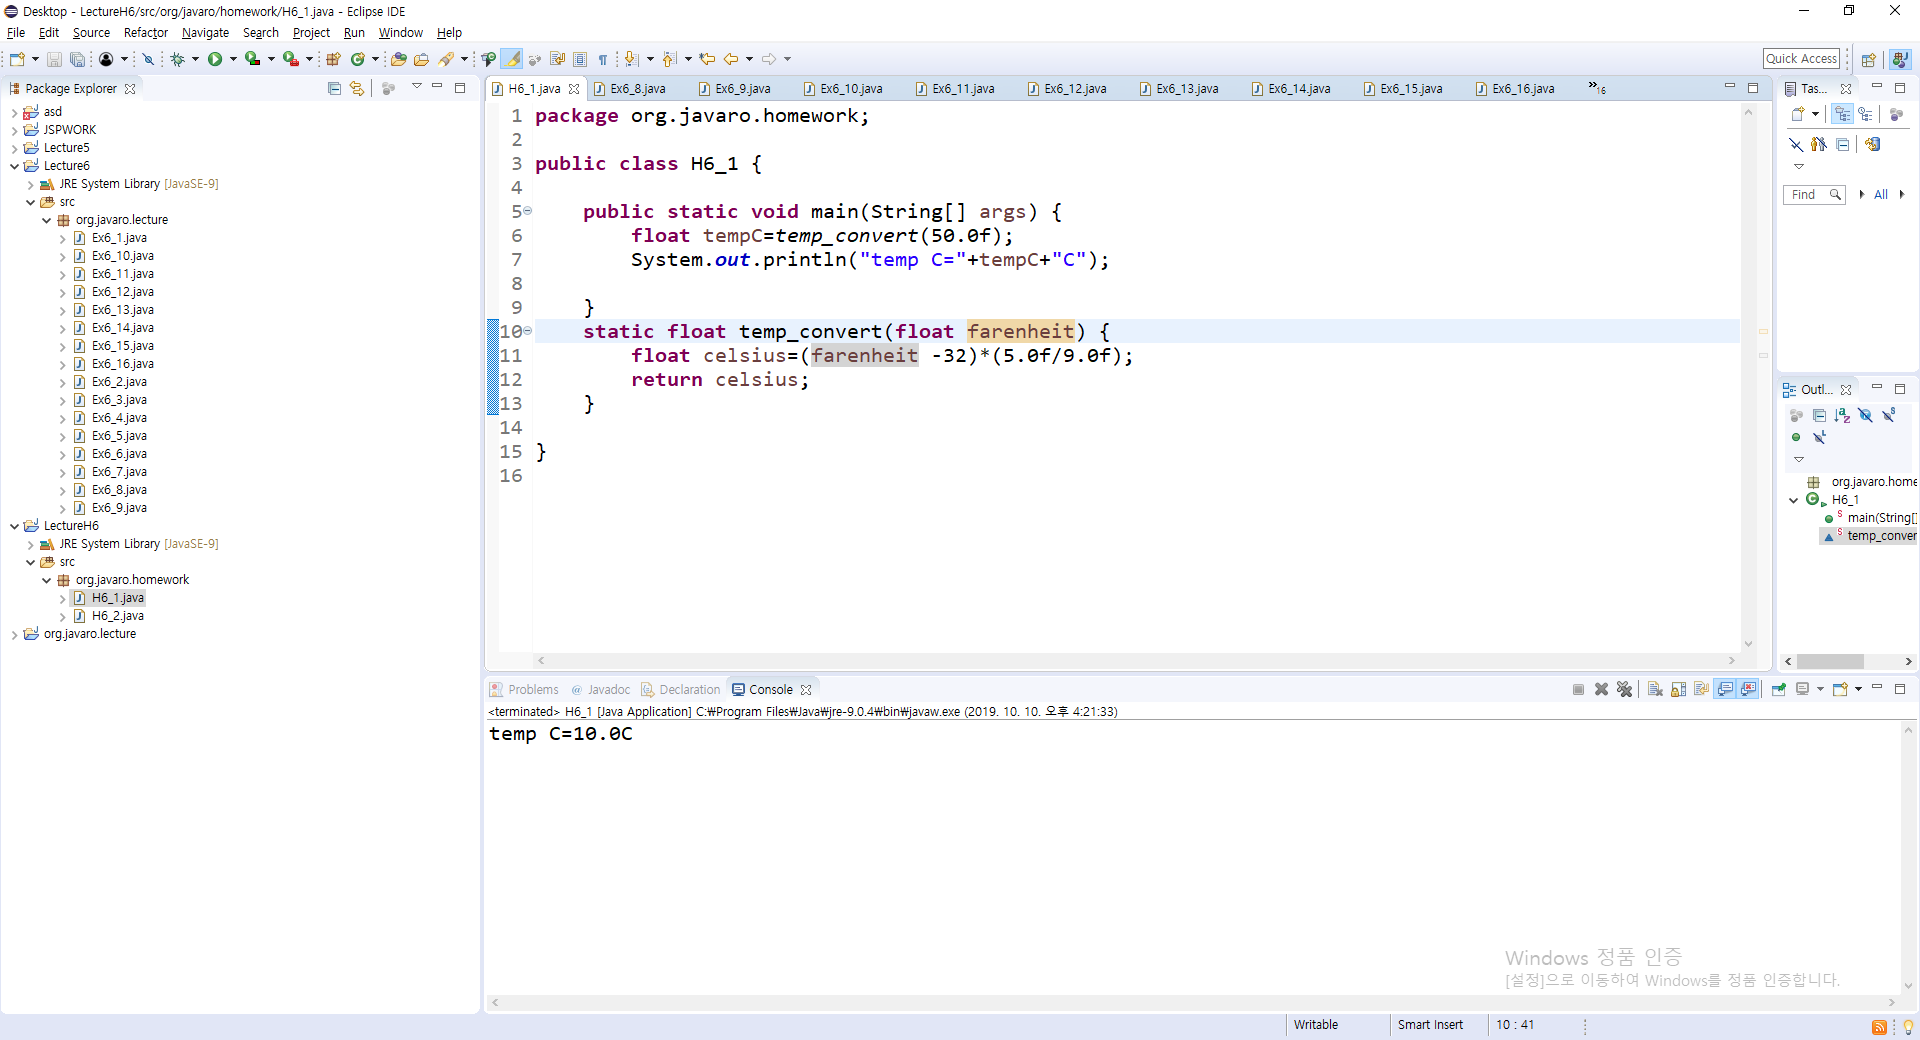 Desktop - LectureH6/src/org/javaro/homework/H6_1.java - Eclipse IDE
File Edit Source Refactor Navigate Search Project Run Window Help
Quick Access
Package Explorer
asd
JSPWORK
Lecture5
Lecture6
JRE System Library [JavaSE-9]
src
org.javaro.lecture
Ex6_1.java
Ex6_10.java
Ex6_11.java
Ex6_12.java
Ex6_13.java
Ex6_14.java
Ex6_15.java
Ex6_16.java
Ex6_2.java
Ex6_3.java
Ex6_4.java
Ex6_5.java
Ex6_6.java
Ex6_7.java
Ex6_8.java
Ex6_9.java
LectureH6
JRE System Library [JavaSE-9]
src
org.javaro.homework
H6_1.java
H6_2.java
org.javaro.lecture
H6_1.java Ex6_8.java Ex6_9.java Ex6_10.java Ex6_11.java Ex6_12.java Ex6_13.java Ex6_14.java Ex6_15.java Ex6_16.java »16
1 package org.javaro.homework;
2
3 public class H6_1 {
4
5 public static void main(String[] args) {
6 float tempC=temp_convert(50.0f);
7 System.out.println("temp C="+tempC+"C");
8
9 }
10 static float temp_convert(float farenheit) {
11 float celsius=(farenheit -32)*(5.0f/9.0f);
12 return celsius;
13 }
14
15 }
16
Tas...
Find All
Outl...
org.javaro.home
H6_1
main(String[]
temp_conver
Problems @ Javadoc Declaration Console
<terminated> H6_1 [Java Application] C:₩Program Files₩Java₩jre-9.0.4₩bin₩javaw.exe (2019. 10. 10. 오후 4:21:33)
temp C=10.0C
Windows 정품 인증
[설정]으로 이동하여 Windows를 정품 인증합니다.
Writable Smart Insert 10 : 41